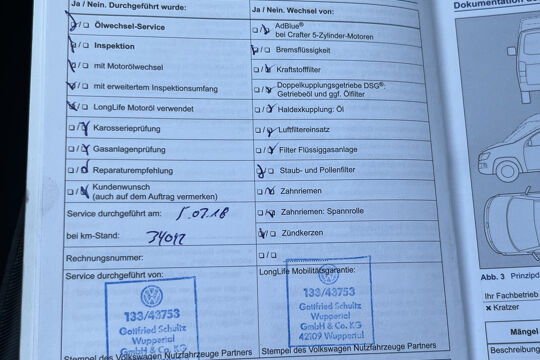 Ja / Nein. Durchgeführt wurde:
Ölwechsel-Service
Inspektion
mit Motorölwechsel
mit erweitertem Inspektionsumfang
LongLife Motoröl verwendet
Karosserieprüfung
Gasanlagenprüfung
Reparaturempfehlung
Kundenwunsch
(auch auf dem Auftrag vermerken)
Service durchgeführt am: 5.07.18
bei km-Stand:
Rechnungsnummer:
Service durchgeführt von:
133/43753
Gottfried Schultz
Wuppertal
GmbH & Co. KG
Stempel des Volkswagen Nutzfahrzeuge Partners
Ja / Nein. Wechsel von:
AdBlue®
bei Crafter 5-Zylinder-Motoren
Bremsflüssigkeit
Kraftstofffilter
Doppelkupplungsgetriebe DSG®:
Getriebeöl und ggf. Ölfilter
Haldexkupplung: Öl
Luftfiltereinsatz
Filter Flüssiggasanlage
Staub- und Pollenfilter
Zahnriemen
Zahnriemen: Spannrolle
Zündkerzen
LongLife Mobilitätsgarantie:
133/43753
Gottfried Schultz
Wuppertal
GmbH & Co. KG
42109 Wuppertal
Stempel des Volkswagen Nutzfahrzeuge Partners
Dokumentation
Abb. 3 Prinzipd
Ihr Fachbetrieb
Kratzer
Mängel
Beschreibung